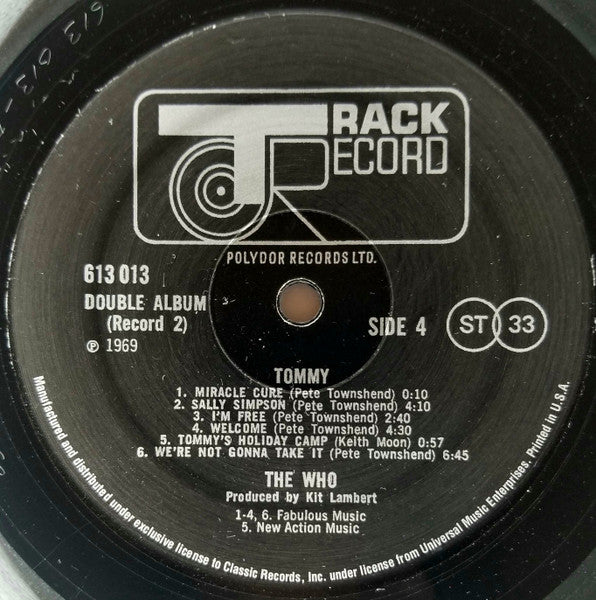 TRACK
RECORD
POLYDOR RECORDS LTD.
613 013
DOUBLE ALBUM
(Record 2)
℗ 1969
SIDE 4
ST 33
TOMMY
1. MIRACLE CURE (Pete Townshend) 0:10
2. SALLY SIMPSON (Pete Townshend) 4:10
3. I'M FREE (Pete Townshend) 2:40
4. WELCOME (Pete Townshend) 4:30
5. TOMMY'S HOLIDAY CAMP (Keith Moon) 0:57
6. WE'RE NOT GONNA TAKE IT (Pete Townshend) 6:45
THE WHO
Produced by Kit Lambert
1-4, 6. Fabulous Music
5. New Action Music
Manufactured and distributed under exclusive license to Classic Records, Inc. under license from Universal Music Enterprises. Printed in U.S.A.